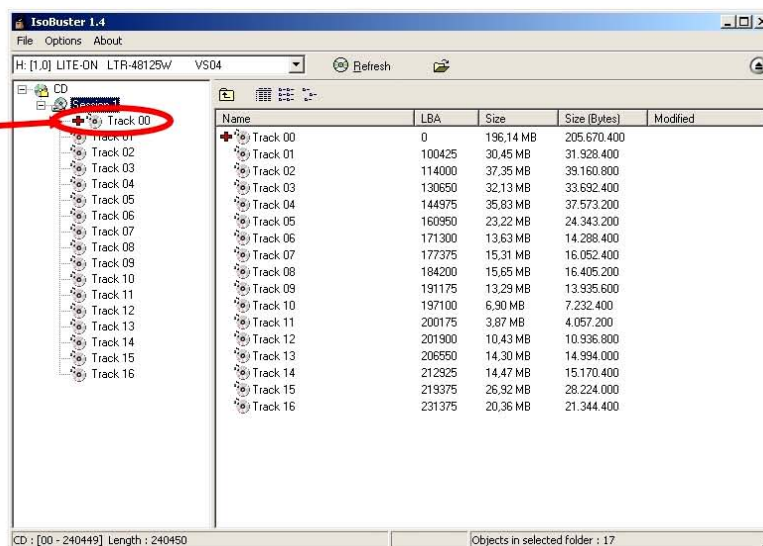 IsoBuster 1.4
File Options About
H: [1,0] LITE-ON LTR-48125W VS04
Refresh
CD
Session 1
Track 00
Track 01
Track 02
Track 03
Track 04
Track 05
Track 06
Track 07
Track 08
Track 09
Track 10
Track 11
Track 12
Track 13
Track 14
Track 15
Track 16
Name LBA Size Size (Bytes) Modified
Track 00 0 196,14 MB 205.670.400
Track 01 100425 30,45 MB 31.928.400
Track 02 114000 37,35 MB 39.160.800
Track 03 130650 32,13 MB 33.692.400
Track 04 144975 35,83 MB 37.573.200
Track 05 160950 23,22 MB 24.343.200
Track 06 171300 13,63 MB 14.288.400
Track 07 177375 15,31 MB 16.052.400
Track 08 184200 15,65 MB 16.405.200
Track 09 191175 13,29 MB 13.935.600
Track 10 197100 6,90 MB 7.232.400
Track 11 200175 3,87 MB 4.057.200
Track 12 201900 10,43 MB 10.936.800
Track 13 206550 14,30 MB 14.994.000
Track 14 212925 14,47 MB 15.170.400
Track 15 219375 26,92 MB 28.224.000
Track 16 231375 20,36 MB 21.344.400
CD : [00 - 240449] Length : 240450
Objects in selected folder : 17